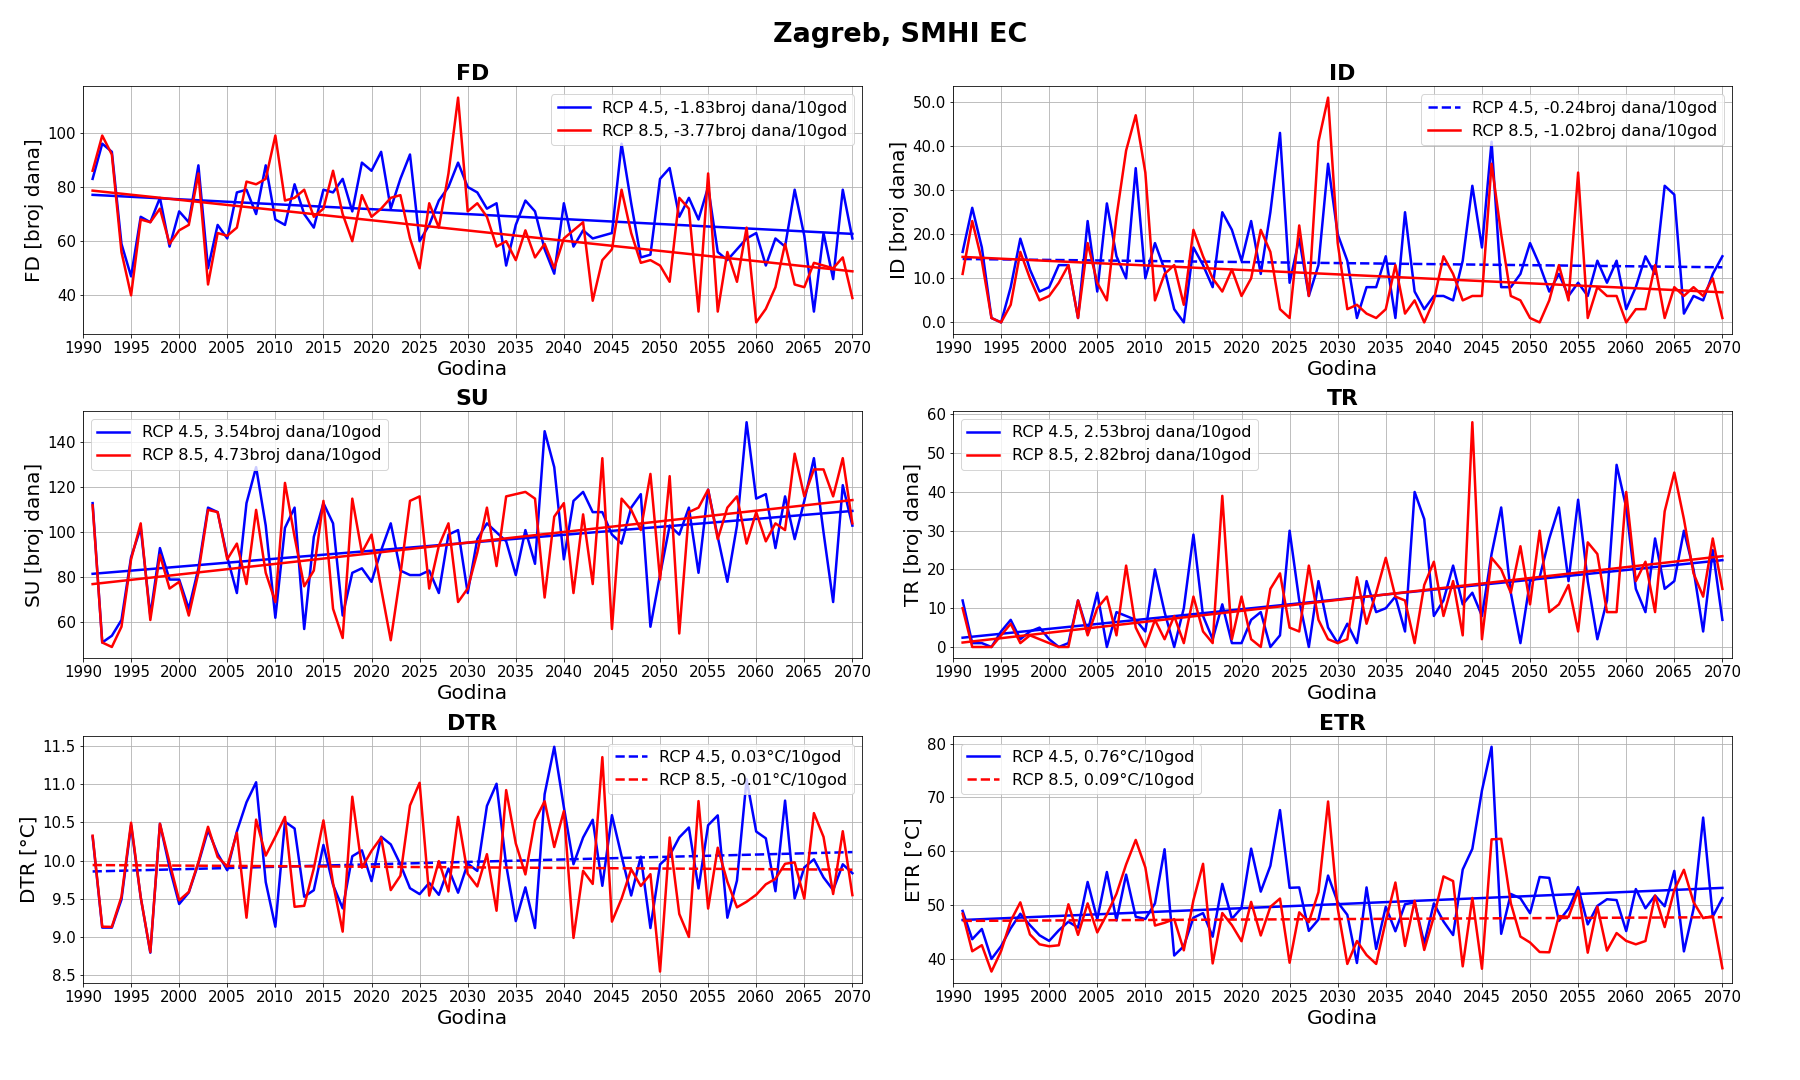 Zagreb, SMHI EC
FD
FD [broj dana]
100
80
60
40
RCP 4.5, -1.83broj dana/10god
RCP 8.5, -3.77broj dana/10god
1990 1995 2000 2005 2010 2015 2020 2025 2030 2035 2040 2045 2050 2055 2060 2065 2070
Godina
ID
ID [broj dana]
50.0
40.0
30.0
20.0
10.0
0.0
RCP 4.5, -0.24broj dana/10god
RCP 8.5, -1.02broj dana/10god
1990 1995 2000 2005 2010 2015 2020 2025 2030 2035 2040 2045 2050 2055 2060 2065 2070
Godina
SU
SU [broj dana]
140
120
100
80
60
RCP 4.5, 3.54broj dana/10god
RCP 8.5, 4.73broj dana/10god
1990 1995 2000 2005 2010 2015 2020 2025 2030 2035 2040 2045 2050 2055 2060 2065 2070
Godina
TR
TR [broj dana]
60
50
40
30
20
10
0
RCP 4.5, 2.53broj dana/10god
RCP 8.5, 2.82broj dana/10god
1990 1995 2000 2005 2010 2015 2020 2025 2030 2035 2040 2045 2050 2055 2060 2065 2070
Godina
DTR
DTR [°C]
11.5
11.0
10.5
10.0
9.5
9.0
8.5
RCP 4.5, 0.03°C/10god
RCP 8.5, -0.01°C/10god
1990 1995 2000 2005 2010 2015 2020 2025 2030 2035 2040 2045 2050 2055 2060 2065 2070
Godina
ETR
ETR [°C]
80
70
60
50
40
RCP 4.5, 0.76°C/10god
RCP 8.5, 0.09°C/10god
1990 1995 2000 2005 2010 2015 2020 2025 2030 2035 2040 2045 2050 2055 2060 2065 2070
Godina